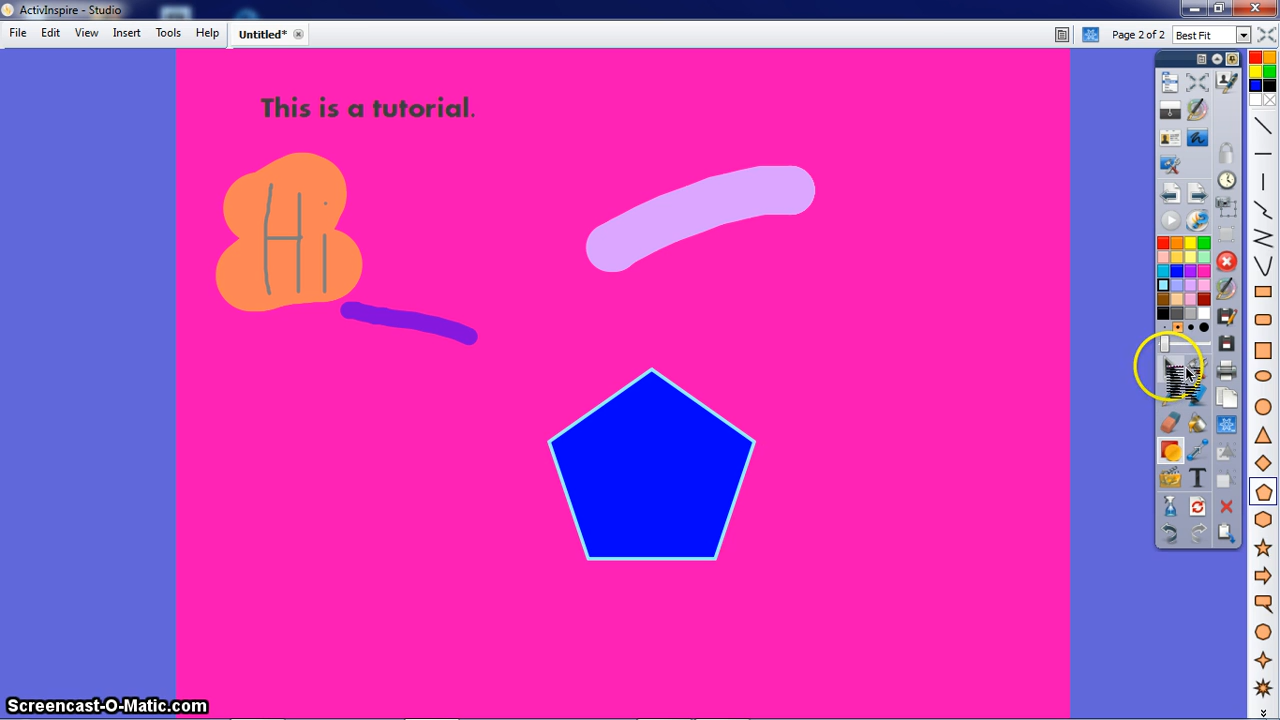 ActivInspire - Studio
File Edit View Insert Tools Help Untitled* Page 2 of 2 Best Fit
This is a tutorial.
Hi
T
Screencast-O-Matic.com